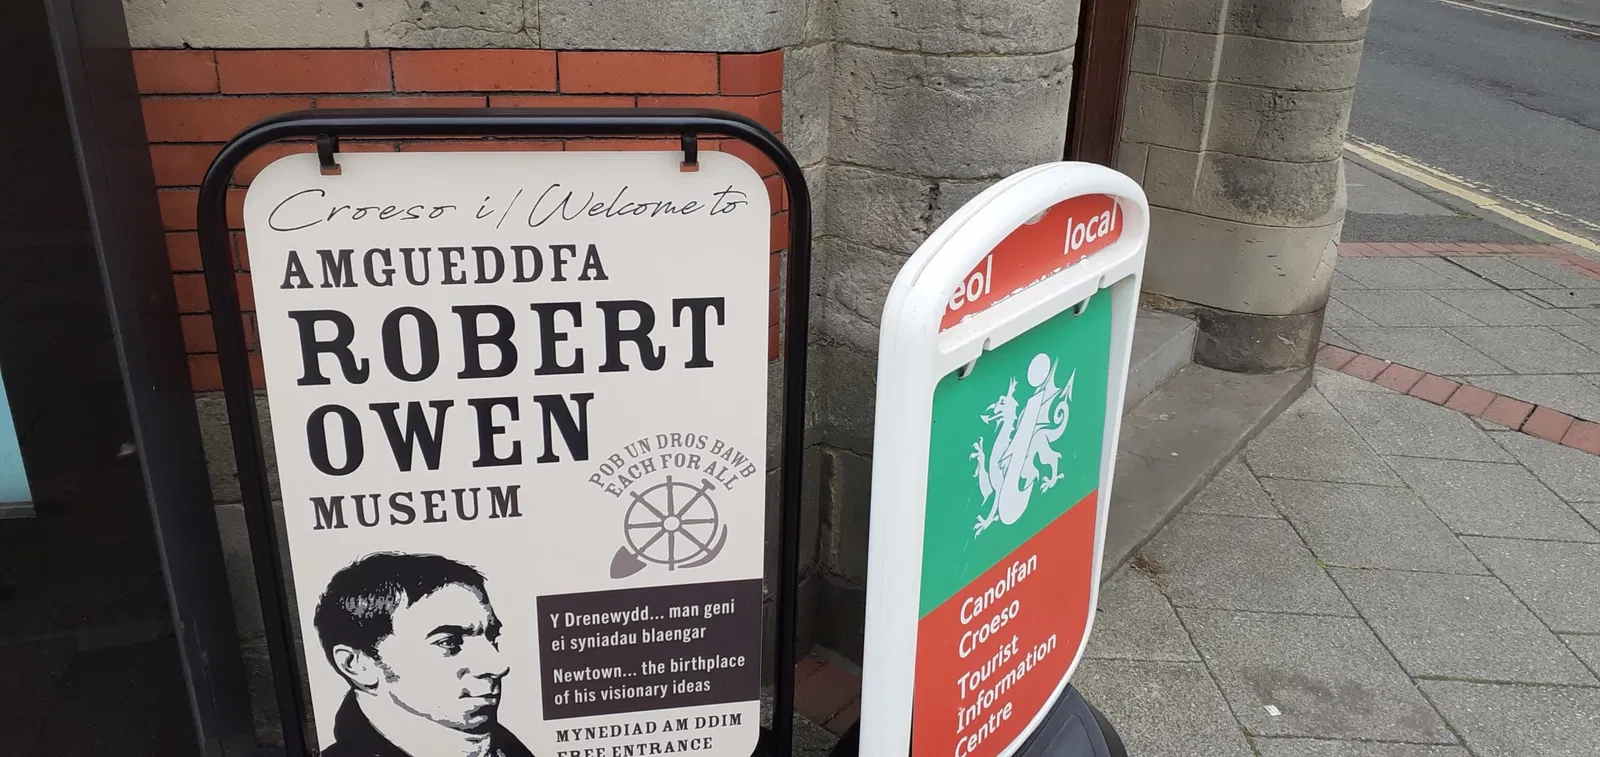 Croeso i / Welcome to
AMGUEDDFA
ROBERT
OWEN
MUSEUM
POB UN DROS BAWB
EACH FOR ALL
Y Drenewydd... man geni
ei syniadau blaengar
Newtown... the birthplace
of his visionary ideas
MYNEDIAD AM DDIM
FREE ENTRANCE
local
eol
Canolfan
Croeso
Tourist
Information
Centre